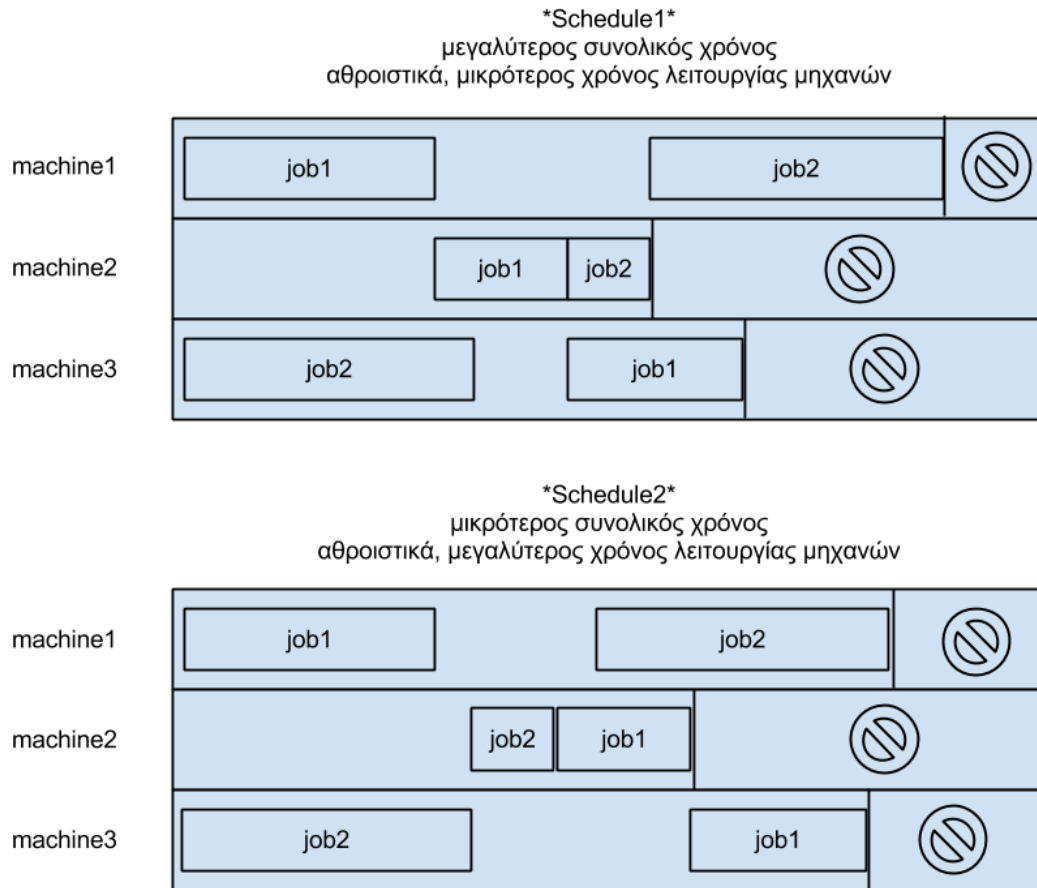 *Schedule1*
μεγαλύτερος συνολικός χρόνος
αθροιστικά, μικρότερος χρόνος λειτουργίας μηχανών
machine1 job1 job2
machine2 job1 job2
machine3 job2 job1
*Schedule2*
μικρότερος συνολικός χρόνος
αθροιστικά, μεγαλύτερος χρόνος λειτουργίας μηχανών
machine1 job1 job2
machine2 job2 job1
machine3 job2 job1